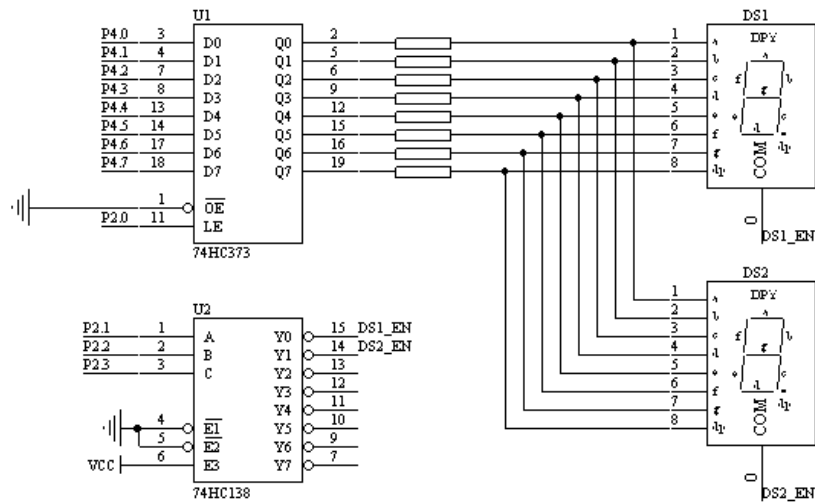 U1
P4.0 3 D0 Q0 2
P4.1 4 D1 Q1 5
P4.2 7 D2 Q2 6
P4.3 8 D3 Q3 9
P4.4 13 D4 Q4 12
P4.5 14 D5 Q5 15
P4.6 17 D6 Q6 16
P4.7 18 D7 Q7 19
1 OE
P2.0 11 LE
74HC373
DS1
1 a DPY
2 b a
3 c f b
4 d g
5 e e c
6 f d
7 g
8 dp COM dp
0
DS1_EN
DS2
1 a DPY
2 b a
3 c f b
4 d g
5 e e c
6 f d
7 g
8 dp COM dp
0
DS2_EN
U2
P2.1 1 A Y0 15 DS1_EN
P2.2 2 B Y1 14 DS2_EN
P2.3 3 C Y2 13
Y3 12
Y4 11
4 E1 Y5 10
5 E2 Y6 9
VCC 6 E3 Y7 7
74HC138